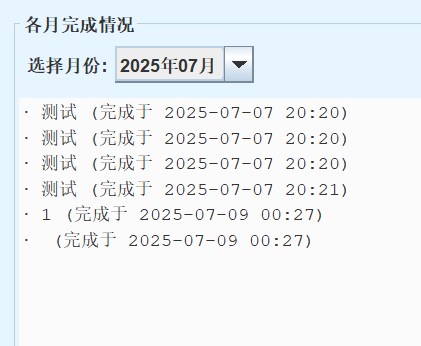 各月完成情况
选择月份: 2025年07月
· 测试 (完成于 2025-07-07 20:20)
· 测试 (完成于 2025-07-07 20:20)
· 测试 (完成于 2025-07-07 20:20)
· 测试 (完成于 2025-07-07 20:21)
· 1 (完成于 2025-07-09 00:27)
·  (完成于 2025-07-09 00:27)